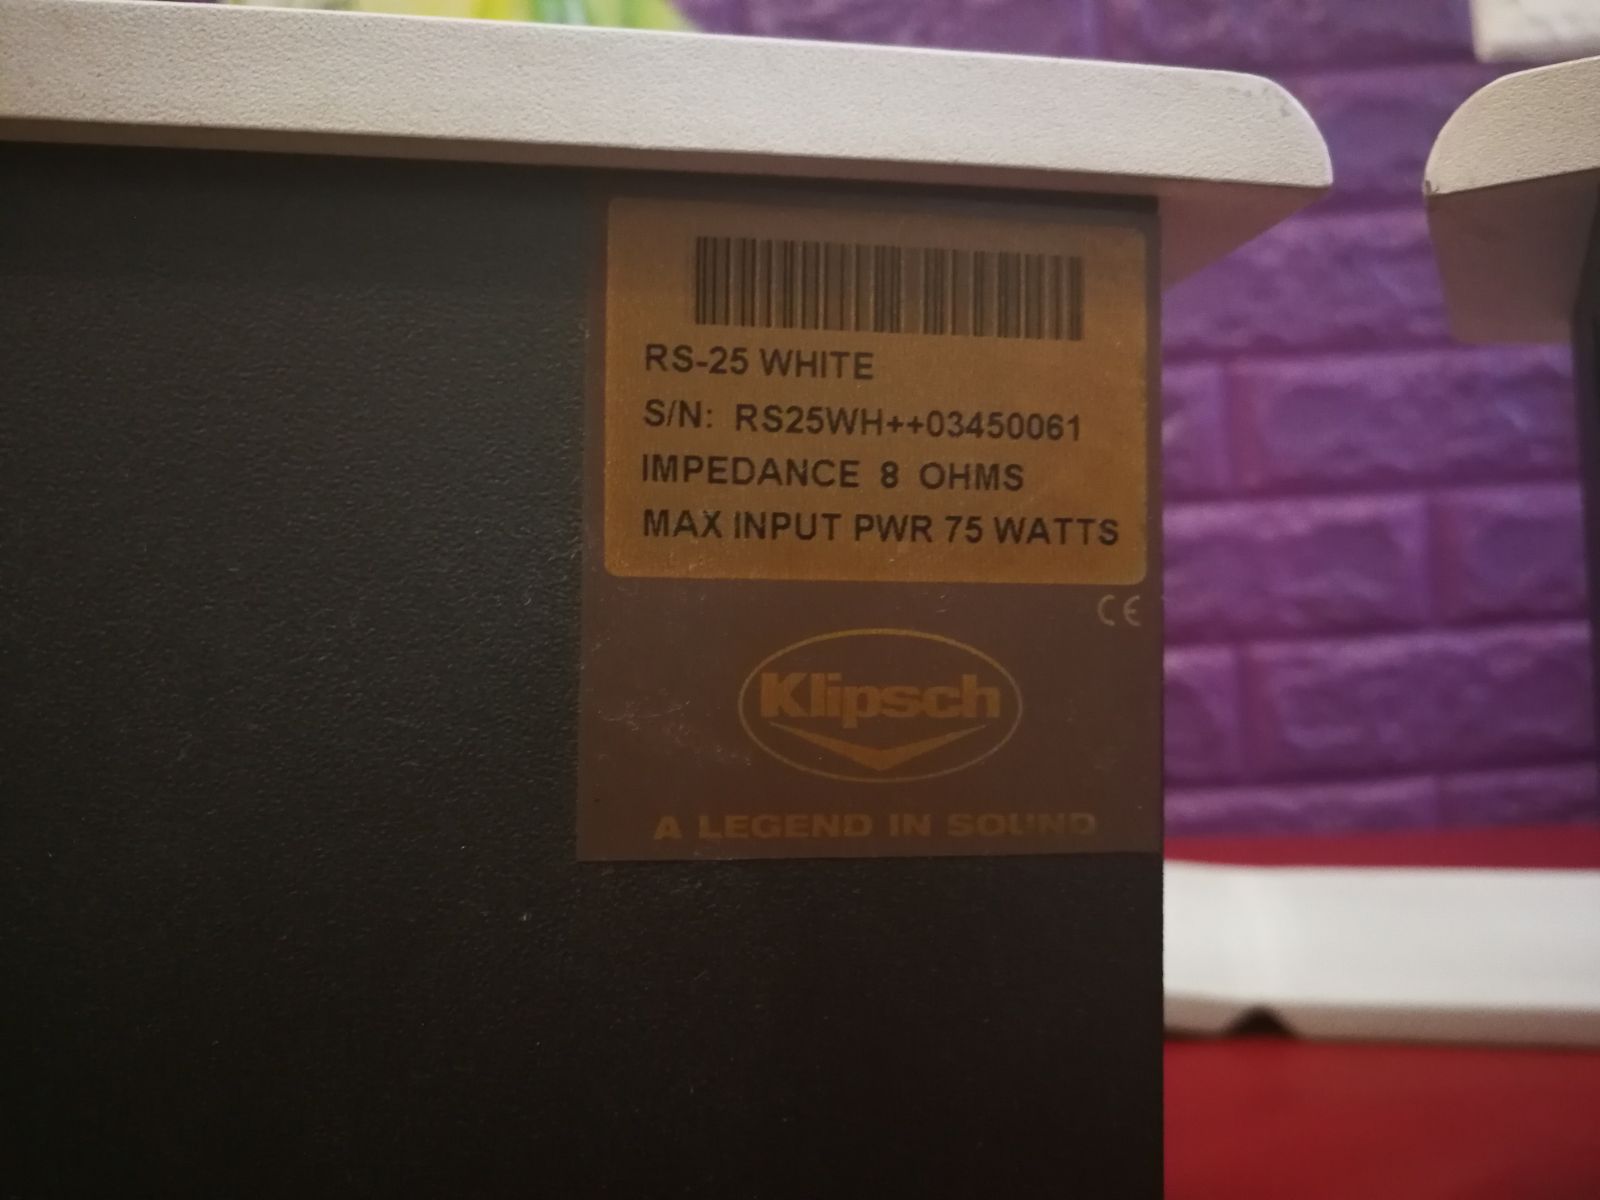 RS-25 WHITE
S/N: RS25WH++03450061
IMPEDANCE 8 OHMS
MAX INPUT PWR 75 WATTS
CE
Klipsch
A LEGEND IN SOUND